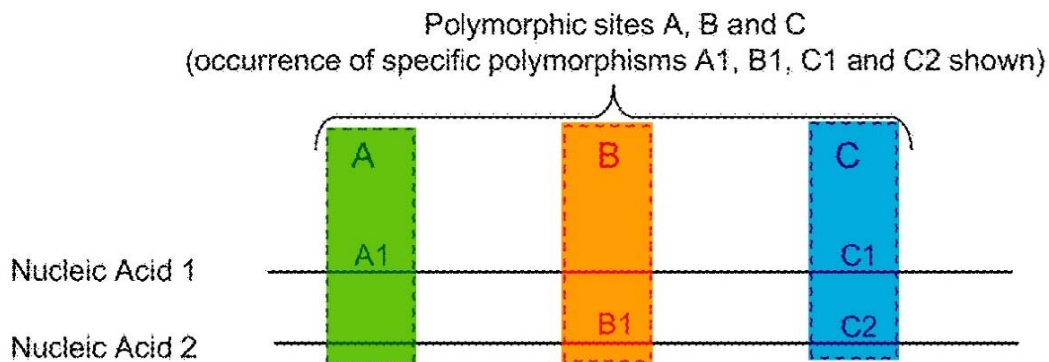 Polymorphic sites A, B and C
(occurrence of specific polymorphisms A1, B1, C1 and C2 shown)
A B C
Nucleic Acid 1 A1 C1
Nucleic Acid 2 B1 C2